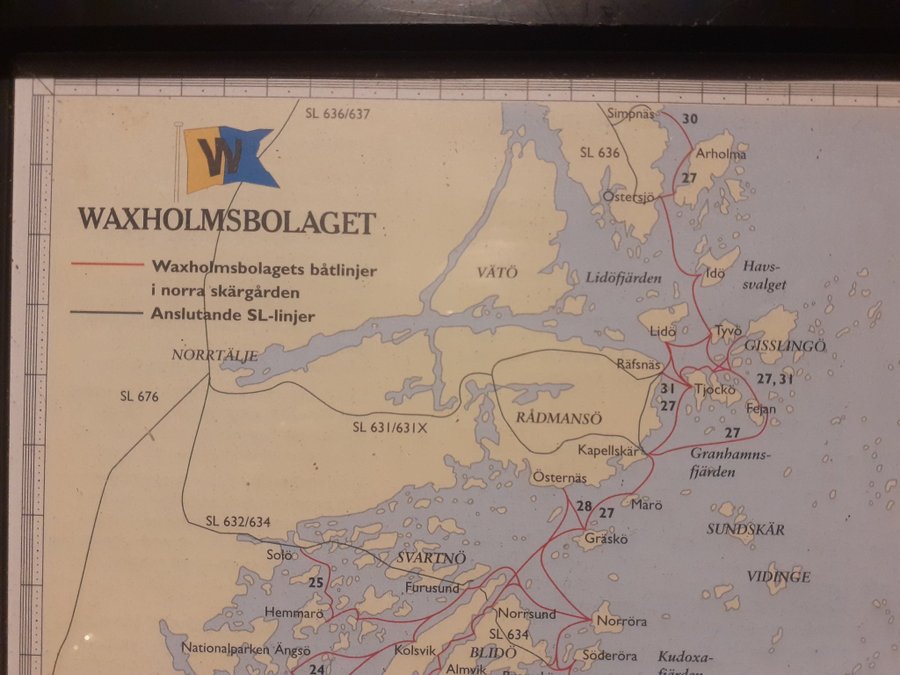 SL 636/637
Simpnäs
30
W
SL 636
Arholma
27
Östersjö
WAXHOLMSBOLAGET
Waxholmsbolagets båtlinjer
i norra skärgården
Anslutande SL-linjer
VÄTÖ
Lidöfjärden
Idö
Havs-
svalget
Lidö
Tyvö
GISSLINGÖ
NORRTÄLJE
Räfsnäs
27, 31
SL 676
31
Tjockö
27
Fejan
RÅDMANSÖ
SL 631/631X
27
Kapellskär
Granhamns-
fjärden
Östernäs
28
27
Marö
SL 632/634
Gräskö
SUNDSKÄR
Solö
SVARTNÖ
VIDINGE
25
Furusund
Hemmarö
Norrsund
Norröra
SL 634
Nationalparken Ängsö
Kolsvik
BLIDÖ
Söderöra
Kudoxa-
24
Almvik
fjärden